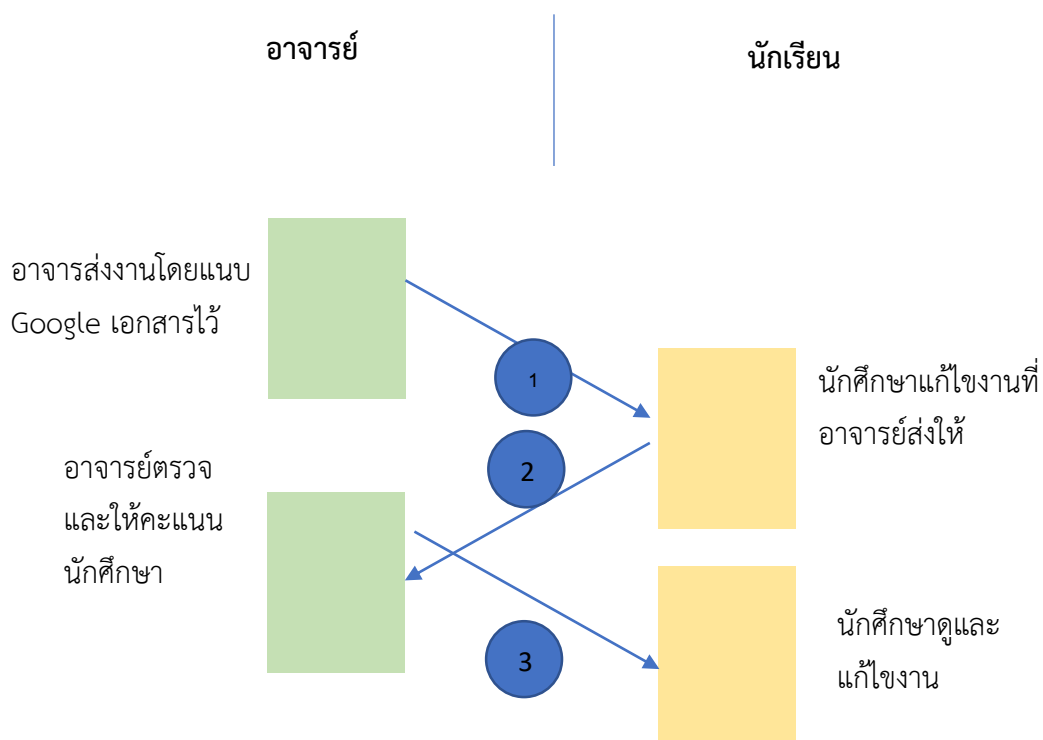 อาจารย์
นักเรียน
อาจารส่งงานโดยแนบ
Google เอกสารไว้
1
นักศึกษาแก้ไขงานที่
อาจารย์ส่งให้
2
อาจารย์ตรวจ
และให้คะแนน
นักศึกษา
3
นักศึกษาดูและ
แก้ไขงาน